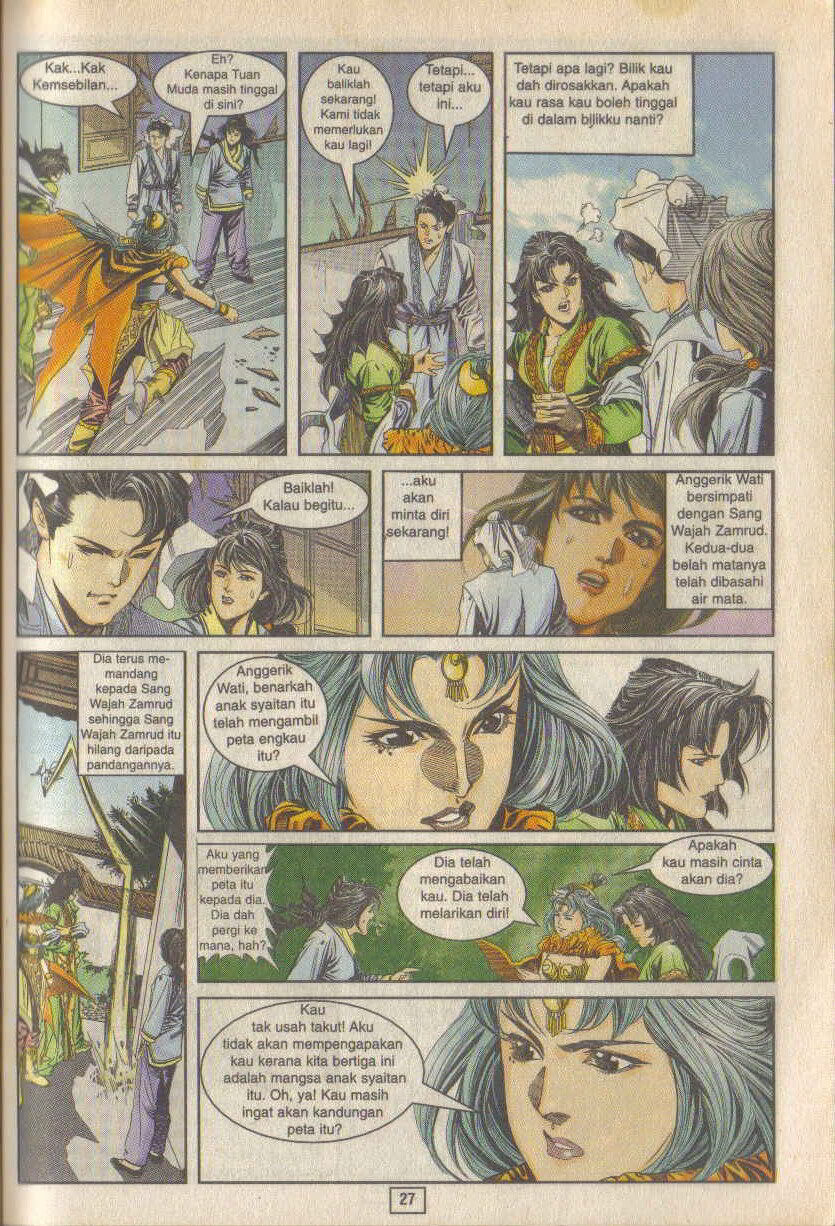 Kak...Kak
Kemsebilan...
Eh?
Kenapa Tuan
Muda masih tinggal
di sini?
Kau
baliklah
sekarang!
Kami tidak
memerlukan
kau lagi!
Tetapi...
tetapi aku
ini...
Tetapi apa lagi? Bilik kau
dah dirosakkan. Apakah
kau rasa kau boleh tinggal
di dalam bilikku nanti?
Baiklah!
Kalau begitu...
...aku
akan
minta diri
sekarang!
Anggerik Wati
bersimpati
dengan Sang
Wajah Zamrud.
Kedua-dua
belah matanya
telah dibasahi
air mata.
Dia terus me-
mandang
kepada Sang
Wajah Zamrud
sehingga Sang
Wajah Zamrud itu
hilang daripada
pandangannya.
Anggerik
Wati, benarkah
anak syaitan itu
telah mengambil
peta engkau
itu?
Aku yang
memberikan
peta itu
kepada dia.
Dia dah
pergi ke
mana, hah?
Dia telah
mengabaikan
kau. Dia telah
melarikan diri!
Apakah
kau masih cinta
akan dia?
Kau
tak usah takut! Aku
tidak akan mempengapakan
kau kerana kita bertiga ini
adalah mangsa anak syaitan
itu. Oh, ya! Kau masih
ingat akan kandungan
peta itu?
27